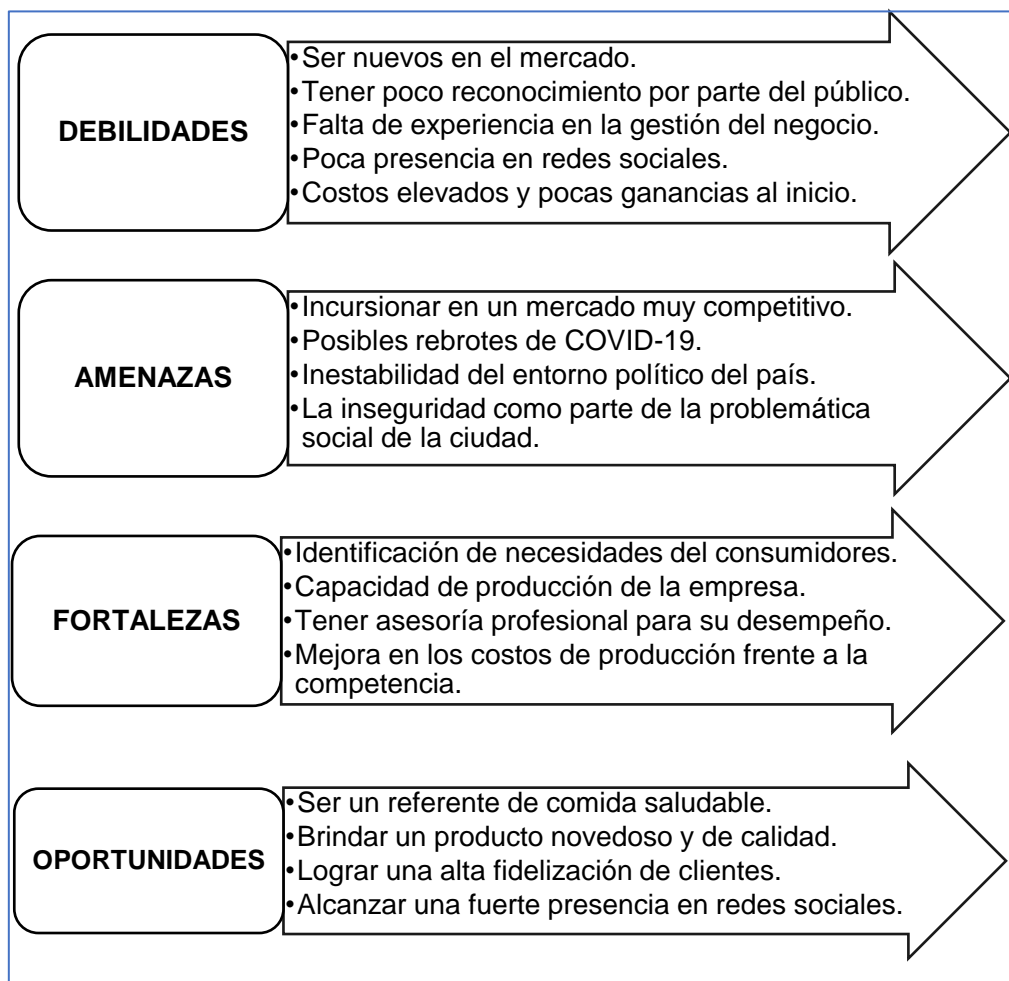 DEBILIDADES
•Ser nuevos en el mercado.
•Tener poco reconocimiento por parte del público.
•Falta de experiencia en la gestión del negocio.
•Poca presencia en redes sociales.
•Costos elevados y pocas ganancias al inicio.
AMENAZAS
•Incursionar en un mercado muy competitivo.
•Posibles rebrotes de COVID-19.
•Inestabilidad del entorno político del país.
•La inseguridad como parte de la problemática
social de la ciudad.
FORTALEZAS
•Identificación de necesidades del consumidores.
•Capacidad de producción de la empresa.
•Tener asesoría profesional para su desempeño.
•Mejora en los costos de producción frente a la
competencia.
OPORTUNIDADES
•Ser un referente de comida saludable.
•Brindar un producto novedoso y de calidad.
•Lograr una alta fidelización de clientes.
•Alcanzar una fuerte presencia en redes sociales.